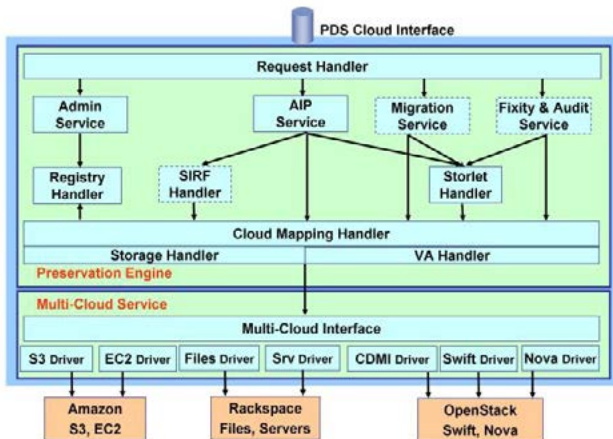 PDS Cloud Interface
Request Handler
Admin
Service
AIP
Service
Migration
Service
Fixity & Audit
Service
Registry
Handler
SIRF
Handler
Storlet
Handler
Cloud Mapping Handler
Storage Handler
VA Handler
Preservation Engine
Multi-Cloud Service
Multi-Cloud Interface
S3 Driver
EC2 Driver
Files Driver
Srv Driver
CDMI Driver
Swift Driver
Nova Driver
Amazon
S3, EC2
Rackspace
Files, Servers
OpenStack
Swift, Nova